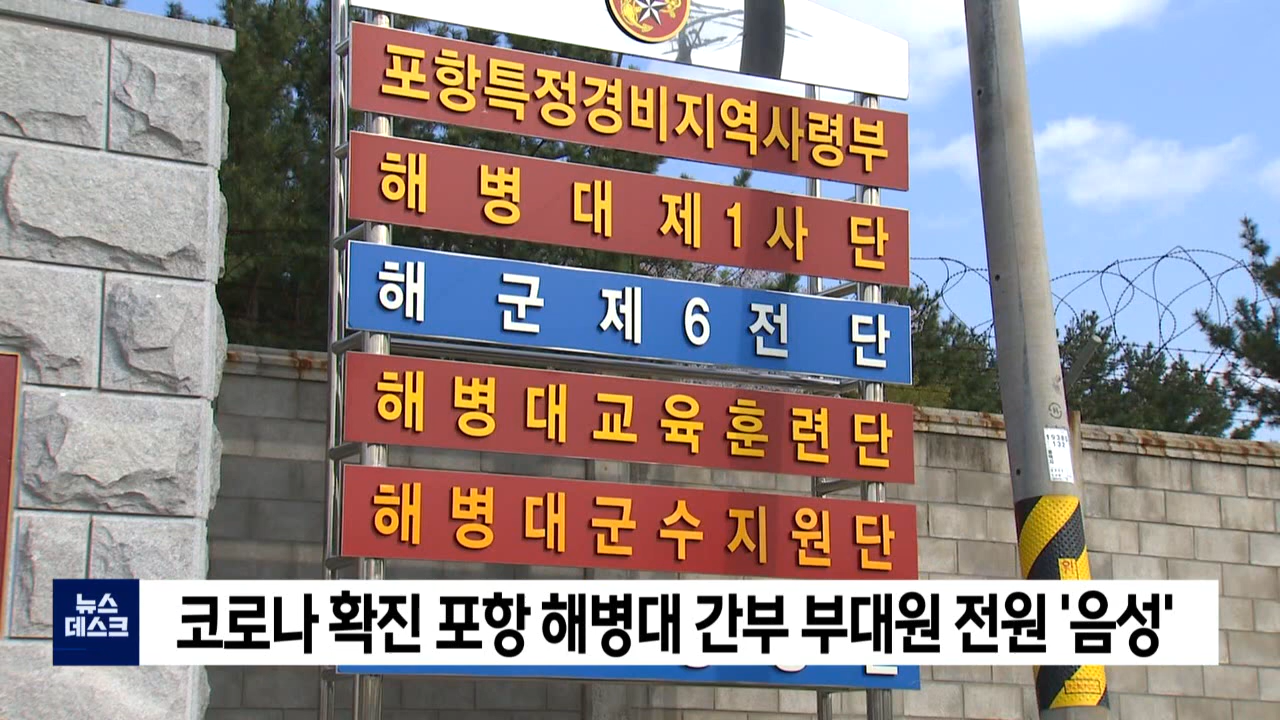 포항특정경비지역사령부
해병대제1사단
해군제6전단
해병대교육훈련단
해병대군수지원단
뉴스
데스크
코로나 확진 포항 해병대 간부 부대원 전원 '음성'